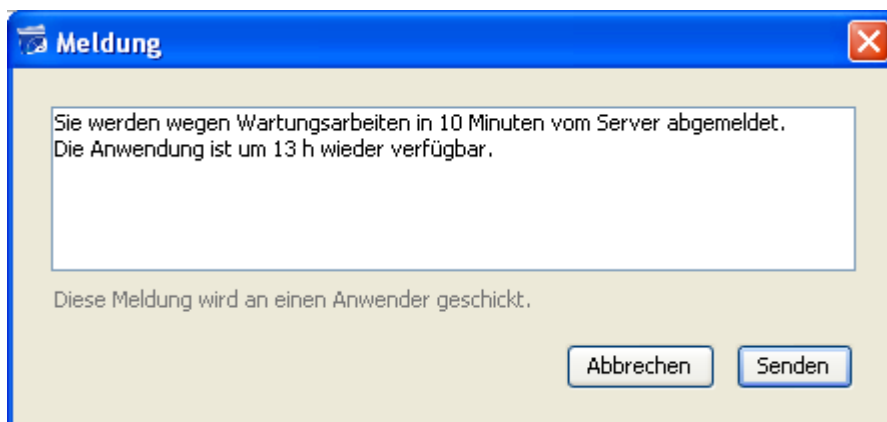 Meldung
Sie werden wegen Wartungsarbeiten in 10 Minuten vom Server abgemeldet.
Die Anwendung ist um 13 h wieder verfügbar.
Diese Meldung wird an einen Anwender geschickt.
Abbrechen Senden